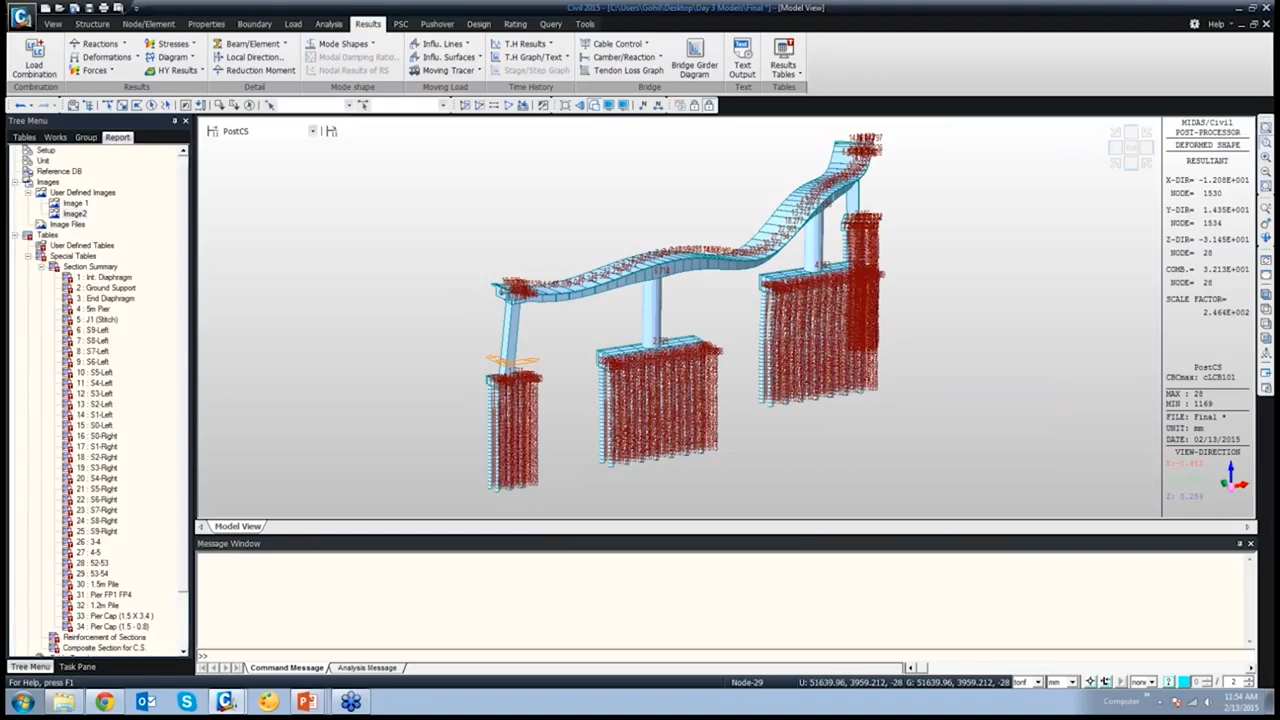 Civil 2015 - [C:\Users\Gohil\Desktop\Day 3 Models\Final *] - [Model View]
View Structure Node/Element Properties Boundary Load Analysis Results PSC Pushover Design Rating Query Tools Help
Load Combination
Reactions Deformations Forces
Stresses Diagram HY Results
Beam/Element Local Direction... Reduction Moment
Mode Shapes Modal Damping Ratio... Nodal Results of RS
Influ. Lines Influ. Surfaces Moving Tracer
T.H Results T.H Graph/Text Stage/Step Graph
Cable Control Camber/Reaction Tendon Loss Graph
Bridge Girder Diagram
Text Output
Results Tables
Combination Results Detail Mode shape Moving Load Time History Bridge Text Tables
Tree Menu
Tables Works Group Report
Setup
Unit
Reference DB
Images
User Defined Images
Image 1
Image2
Image Files
Tables
User Defined Tables
Special Tables
Section Summary
1 : Int. Diaphragm
2 : Ground Support
3 : End Diaphragm
4 : 5m Pier
5 : J1 (Stitch)
6 : S9-Left
7 : S8-Left
8 : S7-Left
9 : S6-Left
10 : S5-Left
11 : S4-Left
12 : S3-Left
13 : S2-Left
14 : S1-Left
15 : S0-Left
16 : S0-Right
17 : S1-Right
18 : S2-Right
19 : S3-Right
20 : S4-Right
21 : S5-Right
22 : S6-Right
23 : S7-Right
24 : S8-Right
25 : S9-Right
26 : 3-4
27 : 4-5
28 : 52-53
29 : 53-54
30 : 1.5m Pile
31 : Pier FP1 FP4
32 : 1.2m Pile
33 : Pier Cap (1.5 X 3.4 )
34 : Pier Cap (1.5 - 0.8)
Reinforcement of Sections
Composite Section for C.S.
Tree Menu Task Pane
PostCS
MIDAS/Civil
POST-PROCESSOR
DEFORMED SHAPE
RESULTANT
X-DIR= -1.208E+001
NODE= 1530
Y-DIR= 1.435E+001
NODE= 1534
Z-DIR= -3.145E+001
NODE= 28
COMB.= 3.213E+001
NODE= 28
SCALE FACTOR=
2.464E+002
PostCS
CBCmax: cLCB101
MAX : 28
MIN : 1169
FILE: Final *
UNIT: mm
DATE: 02/13/2015
VIEW-DIRECTION
Z: 0.259
Model View
Message Window
>>
Command Message Analysis Message
For Help, press F1
Node-29
U: 51639.96, 3959.212, -28 G: 51639.96, 3959.212, -28
tonf mm none 2
Computer
11:54 AM
2/13/2015